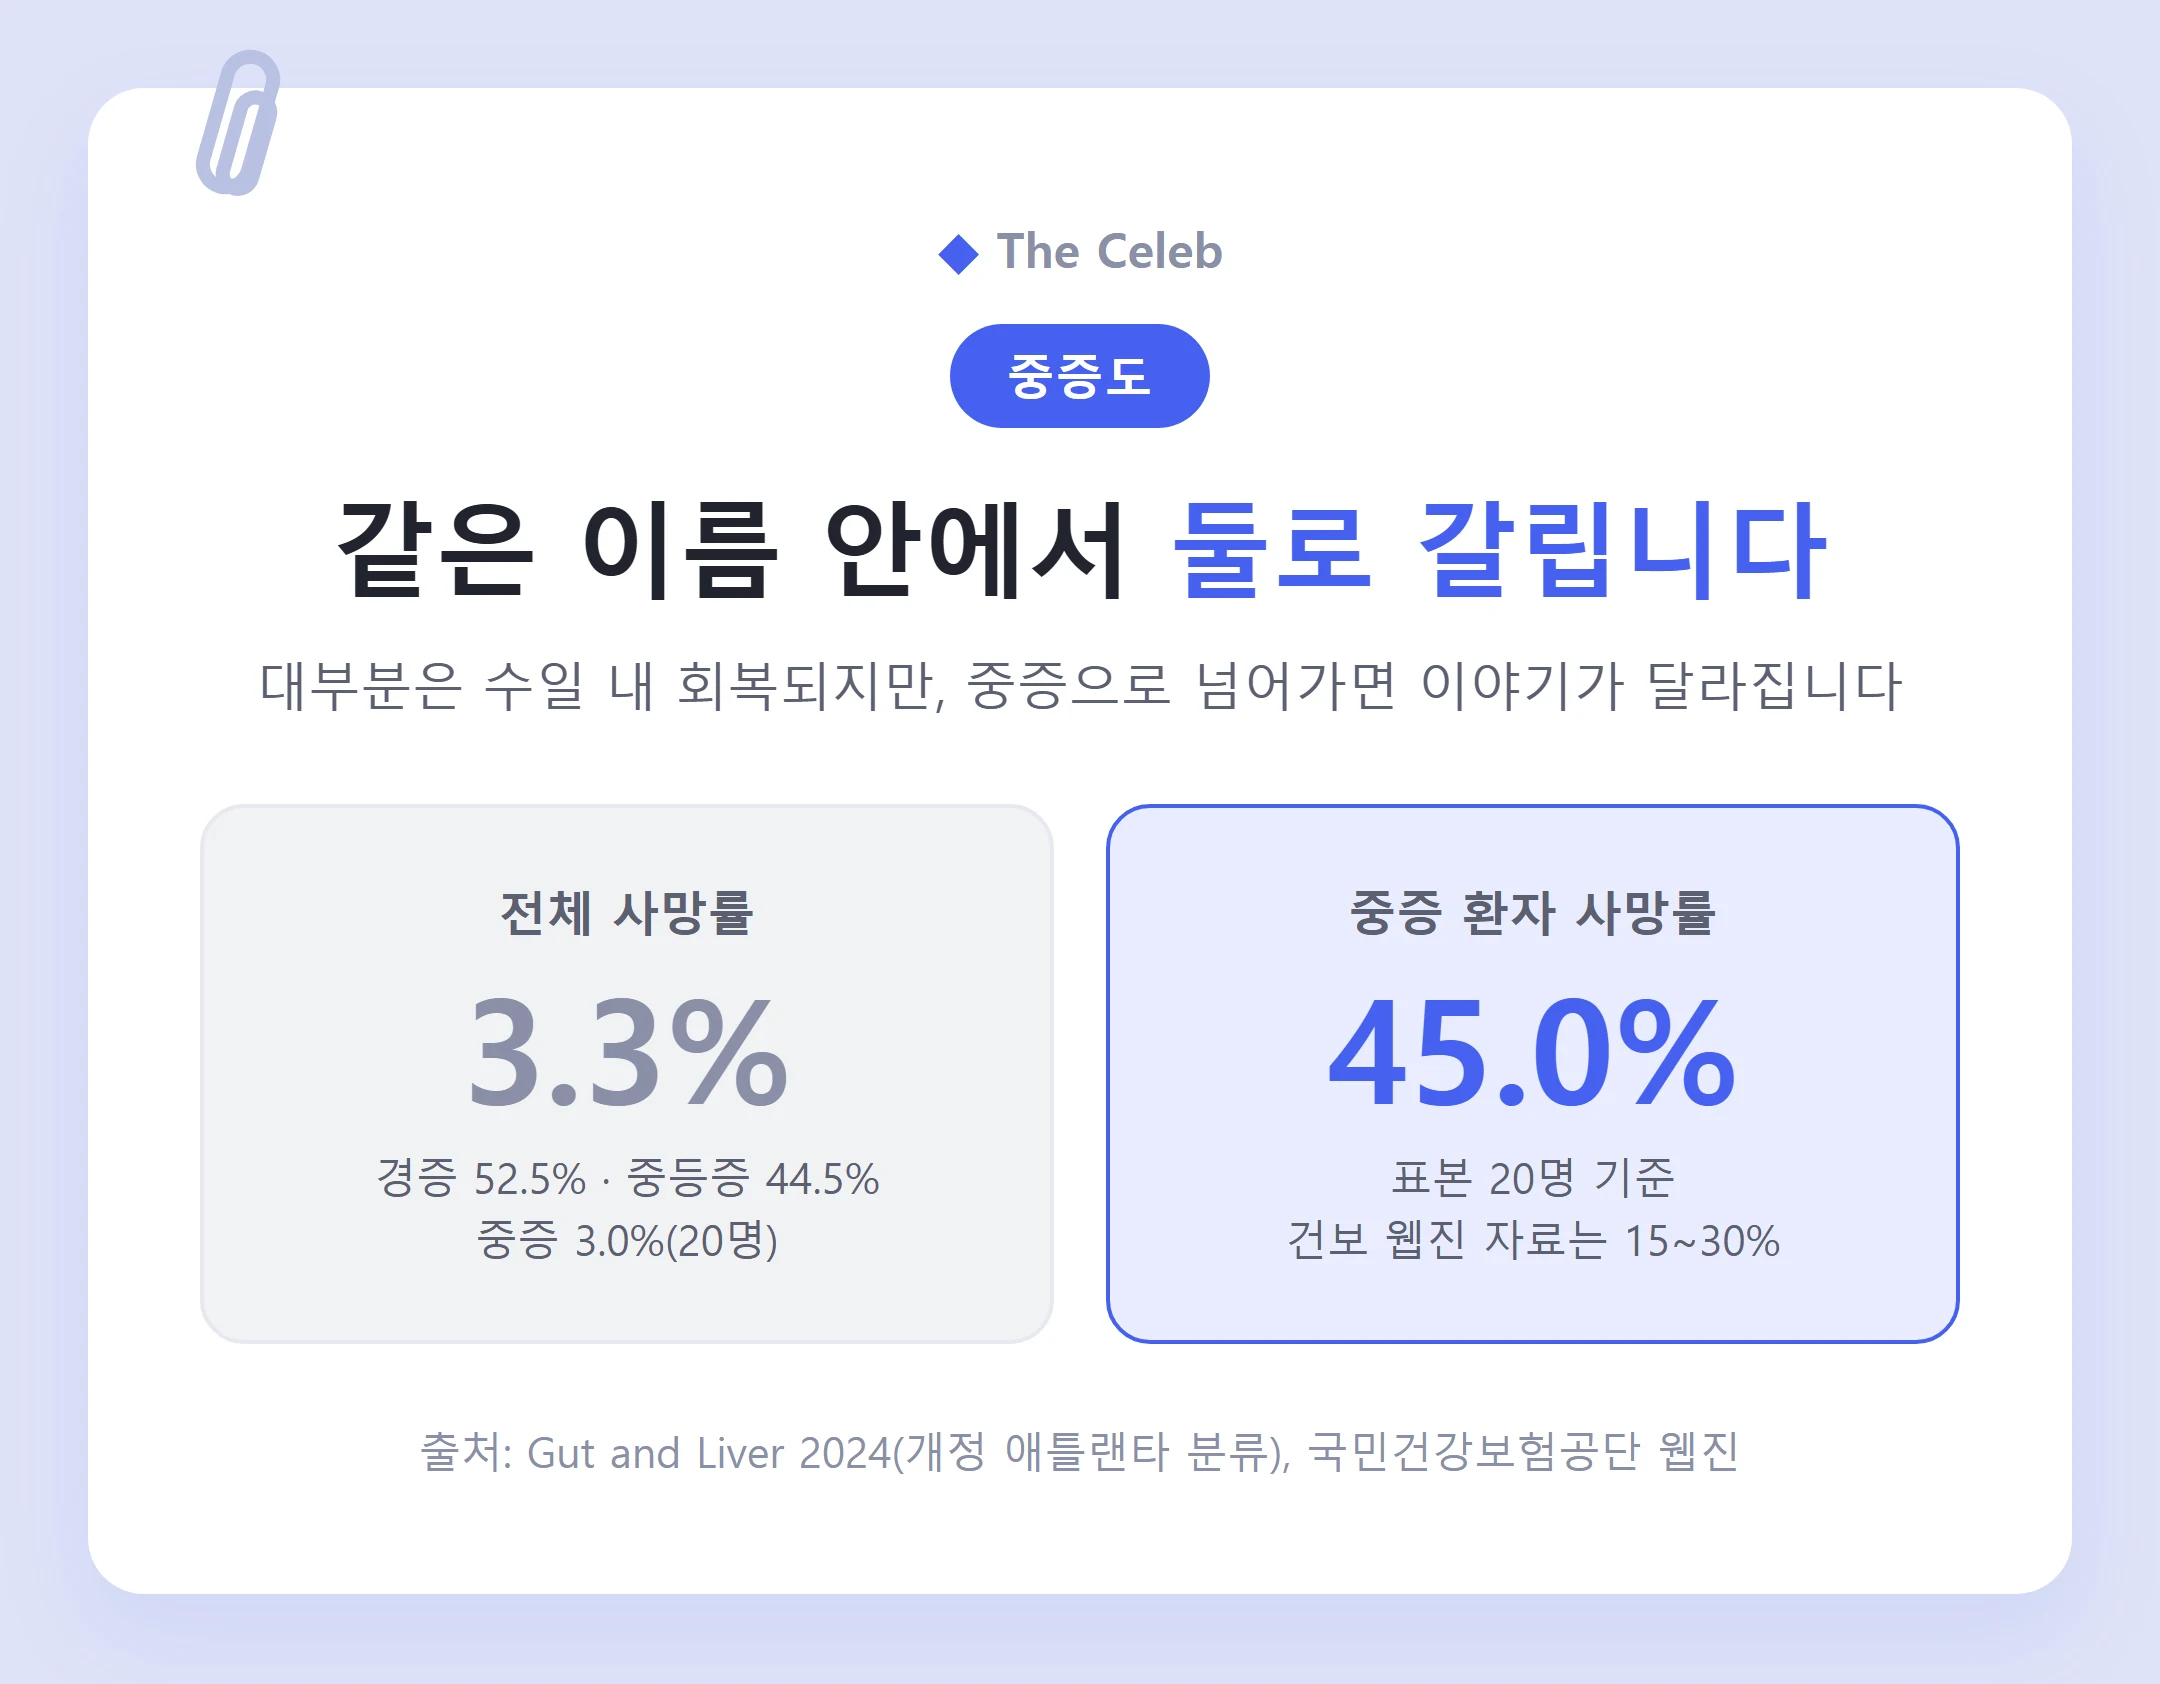 The Celeb
중증도
같은 이름 안에서 둘로 갈립니다
대부분은 수일 내 회복되지만, 중증으로 넘어가면 이야기가 달라집니다
전체 사망률
3.3%
경증 52.5% · 중등증 44.5%
중증 3.0%(20명)
중증 환자 사망률
45.0%
표본 20명 기준
건보 웹진 자료는 15~30%
출처: Gut and Liver 2024(개정 애틀랜타 분류), 국민건강보험공단 웹진